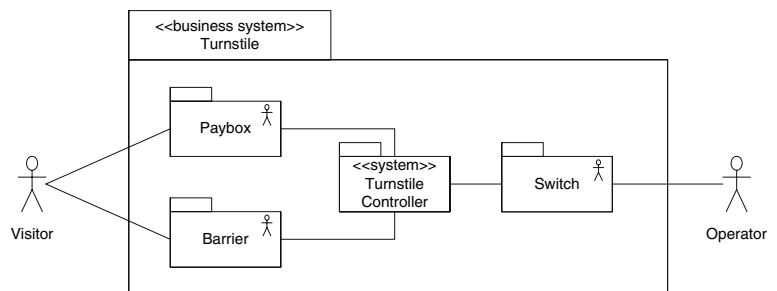 <<business system>>
Turnstile
Paybox
<<system>>
Turnstile
Controller
Switch
Barrier
Visitor
Operator